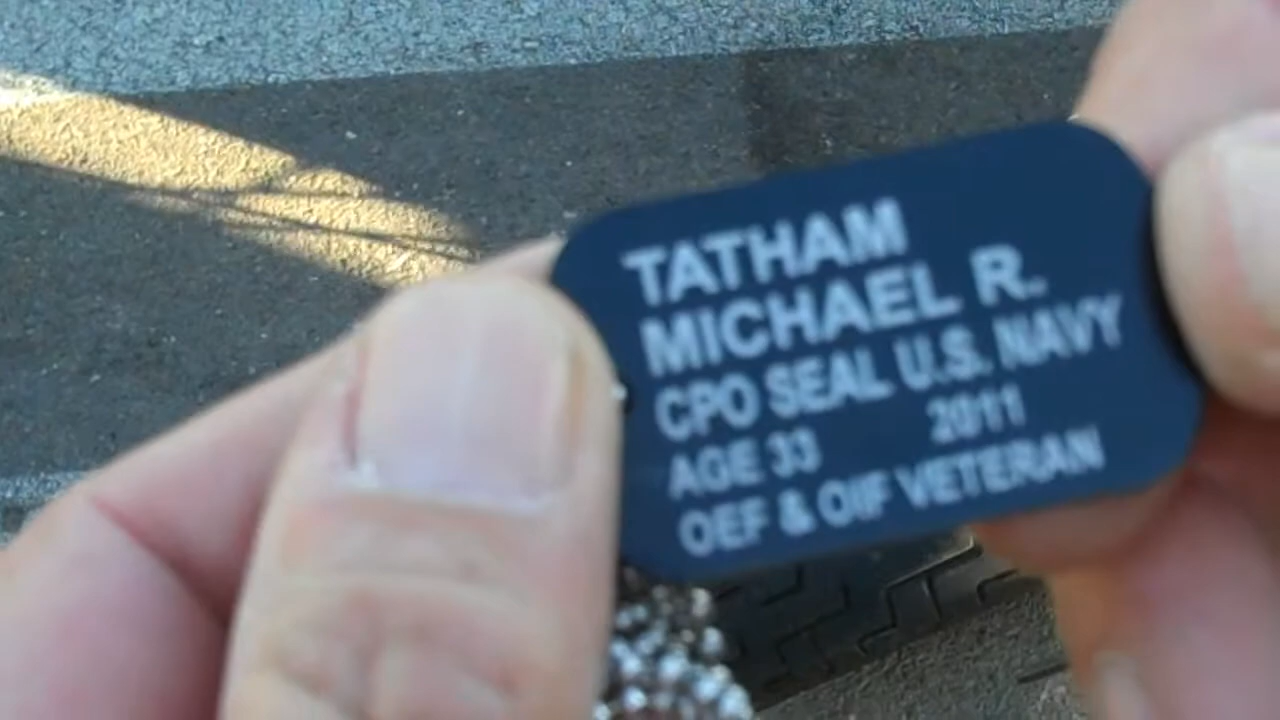 TATHAM
MICHAEL R.
CPO SEAL U.S. NAVY
AGE 33 2011
OEF & OIF VETERAN